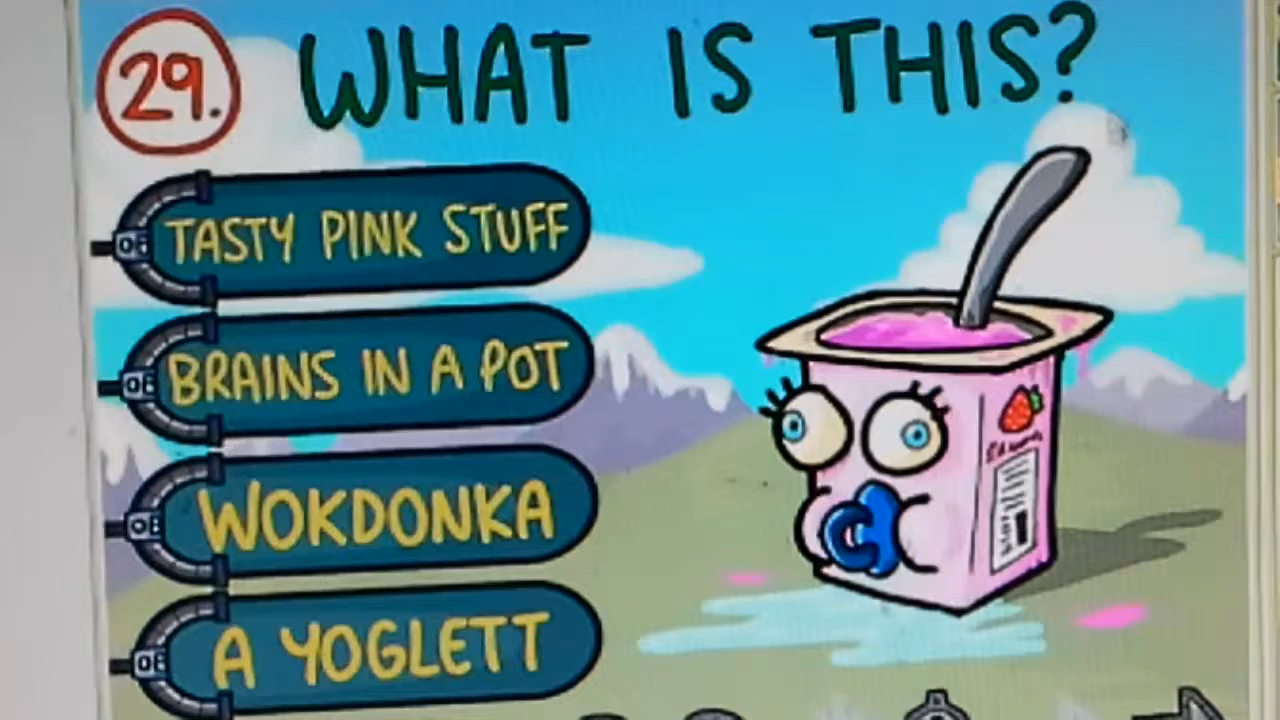 29. WHAT IS THIS?
TASTY PINK STUFF
BRAINS IN A POT
WOKDONKA
A YOGLETT